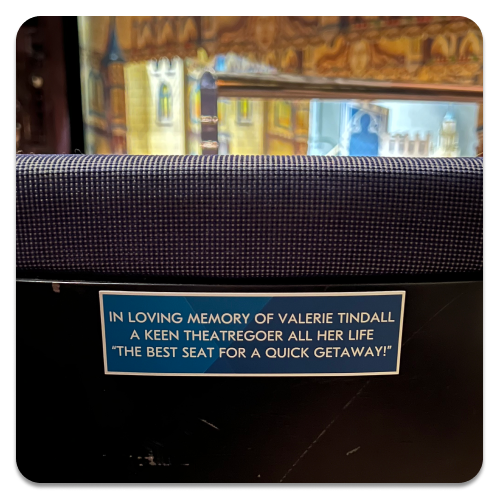 IN LOVING MEMORY OF VALERIE TINDALL
A KEEN THEATREGOER ALL HER LIFE
"THE BEST SEAT FOR A QUICK GETAWAY!"